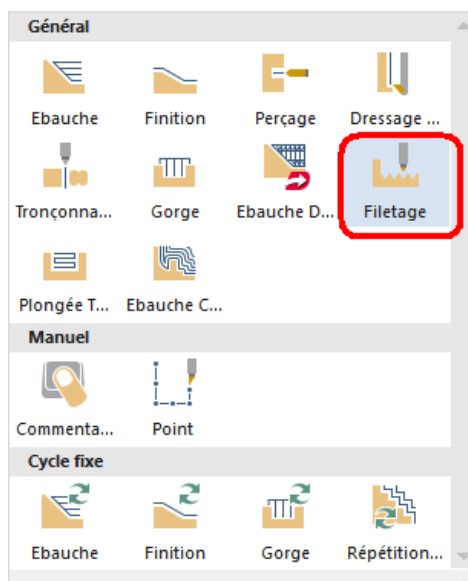 Général
Ebauche Finition Perçage Dressage ...
Tronçonna... Gorge Ebauche D... Filetage
Plongée T... Ebauche C...
Manuel
Commenta... Point
Cycle fixe
Ebauche Finition Gorge Répétition...